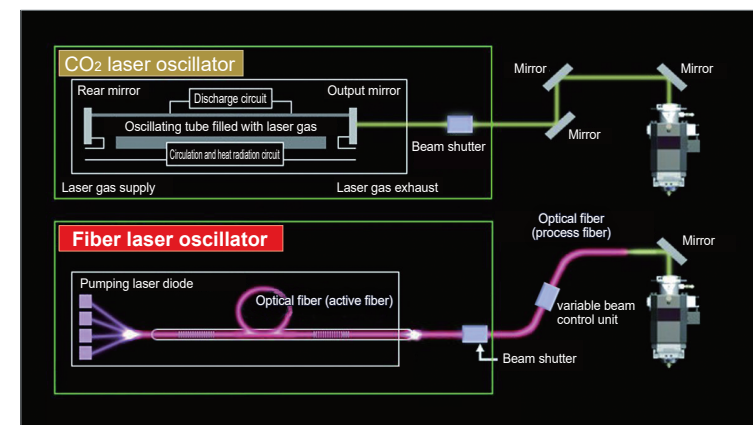 CO2 laser oscillator
Rear mirror
Output mirror
Discharge circuit
Oscillating tube filled with laser gas
Circulation and heat radiation circuit
Laser gas supply
Laser gas exhaust
Beam shutter
Mirror
Mirror
Mirror
Fiber laser oscillator
Pumping laser diode
Optical fiber (active fiber)
Beam shutter
Optical fiber
(process fiber)
variable beam
control unit
Mirror